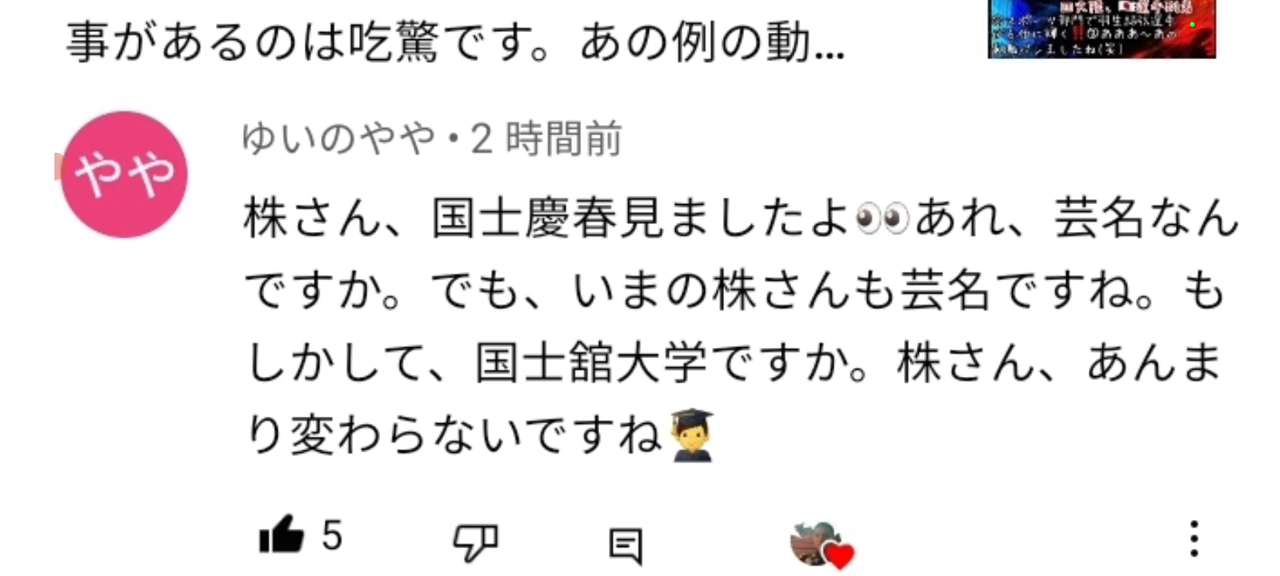 事があるのは吃驚です。あの例の動...
やや
ゆいのやや・2 時間前
株さん、国士慶春見ましたよ👀あれ、芸名なん
ですか。でも、いまの株さんも芸名ですね。も
しかして、国士舘大学ですか。株さん、あんま
り変わらないですね👨‍🎓
5